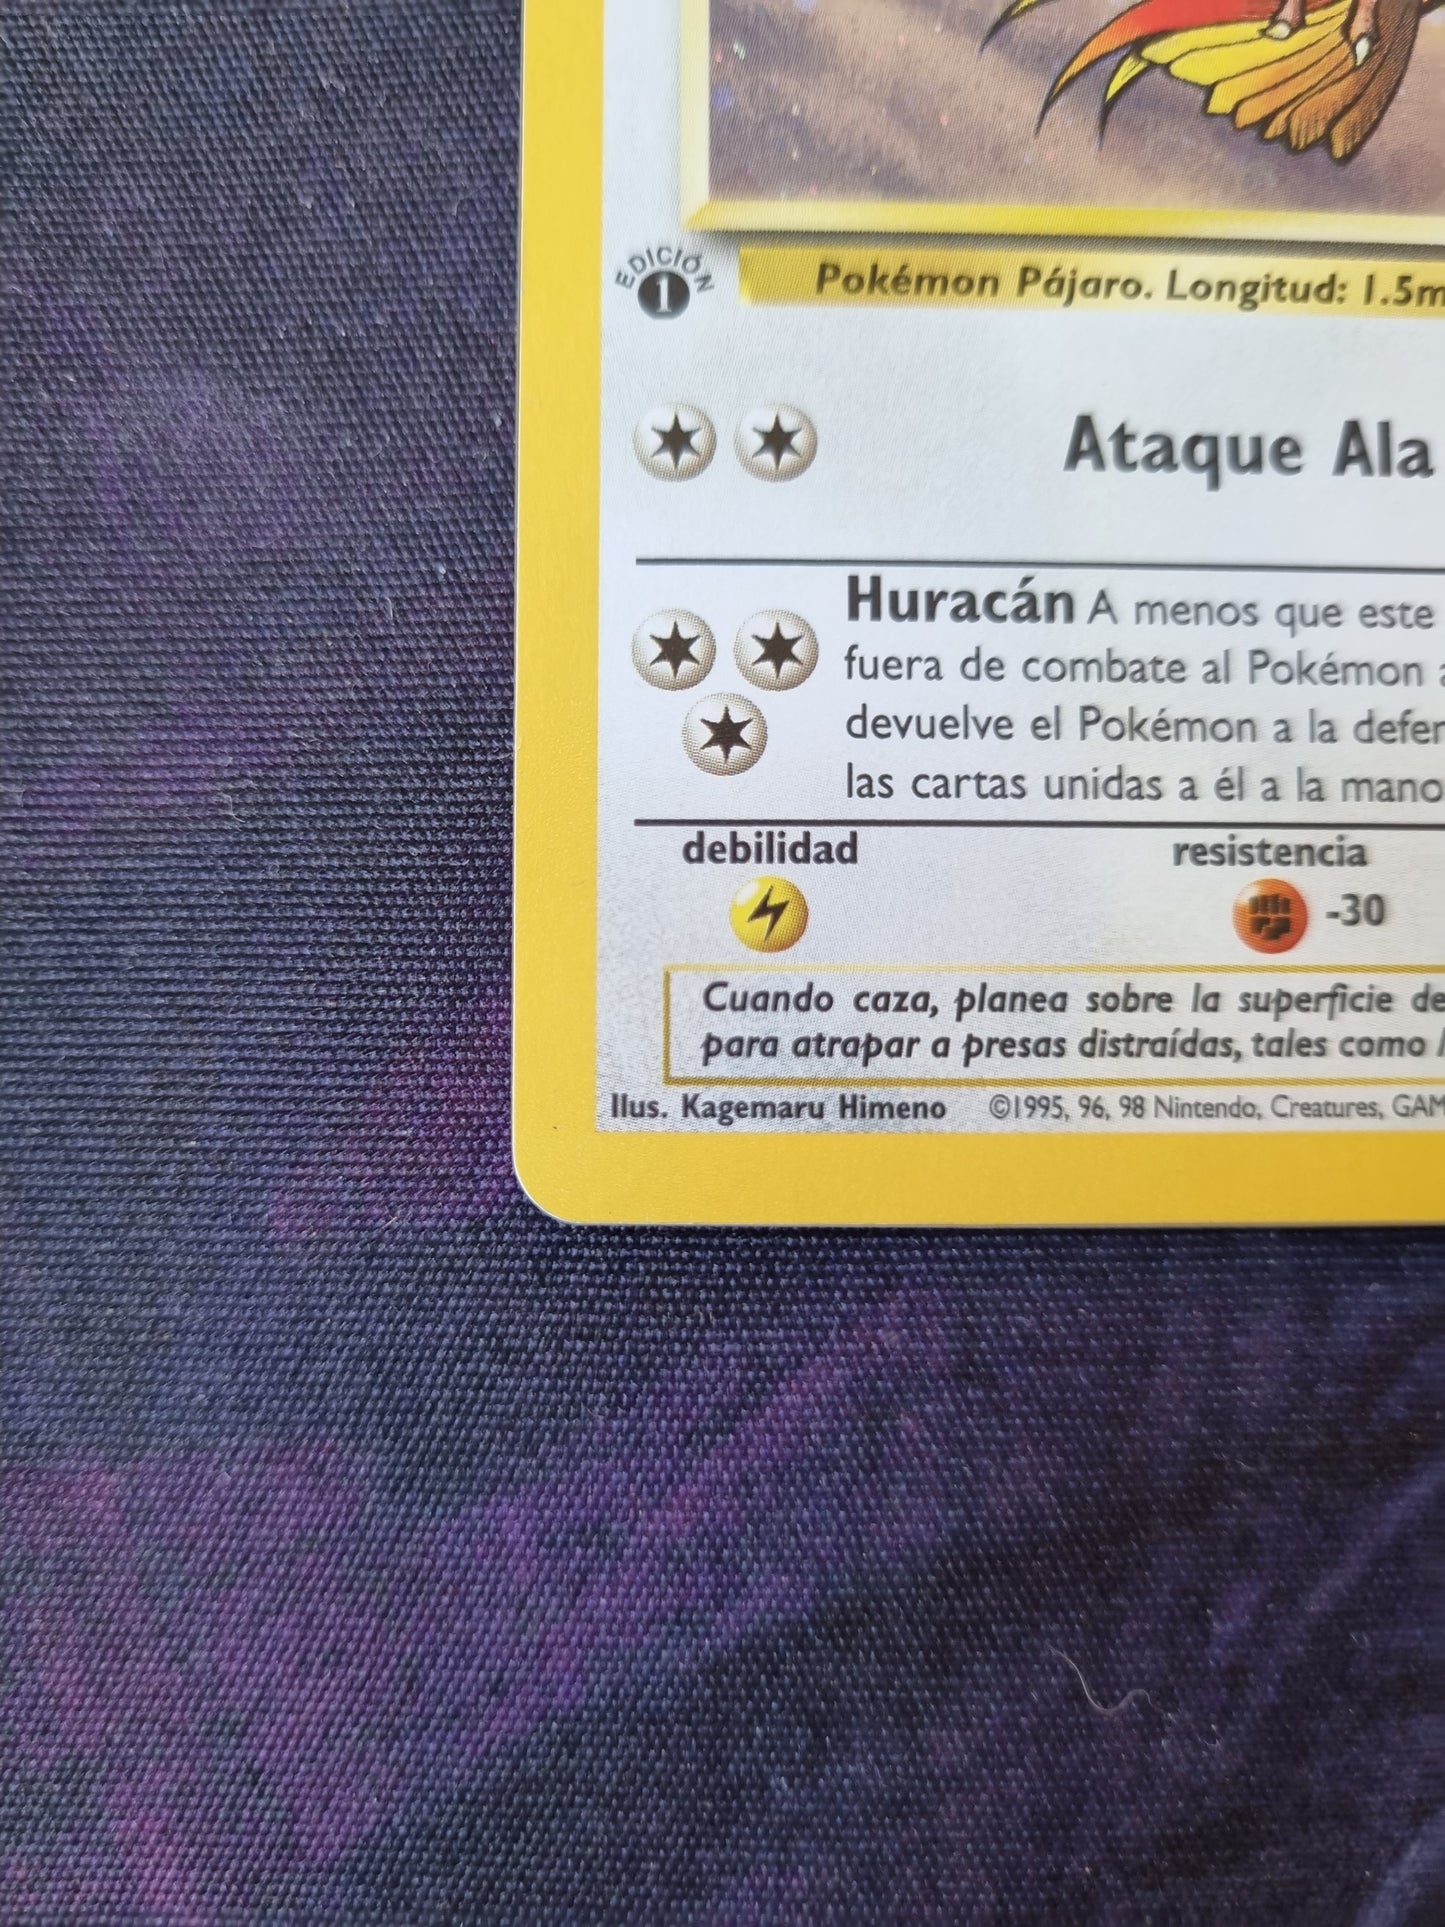 EDICIÓN
1
Pokémon Pájaro. Longitud: 1.5m
Ataque Ala
Huracán A menos que este
fuera de combate al Pokémon
devuelve el Pokémon a la
las cartas unidas a él a la mano
debilidad resistencia
-30
Cuando caza, planea sobre la superficie de
para atrapar a presas distraídas, tales como
Ilus. Kagemaru Himeno ©1995, 96, 98 Nintendo, Creatures,